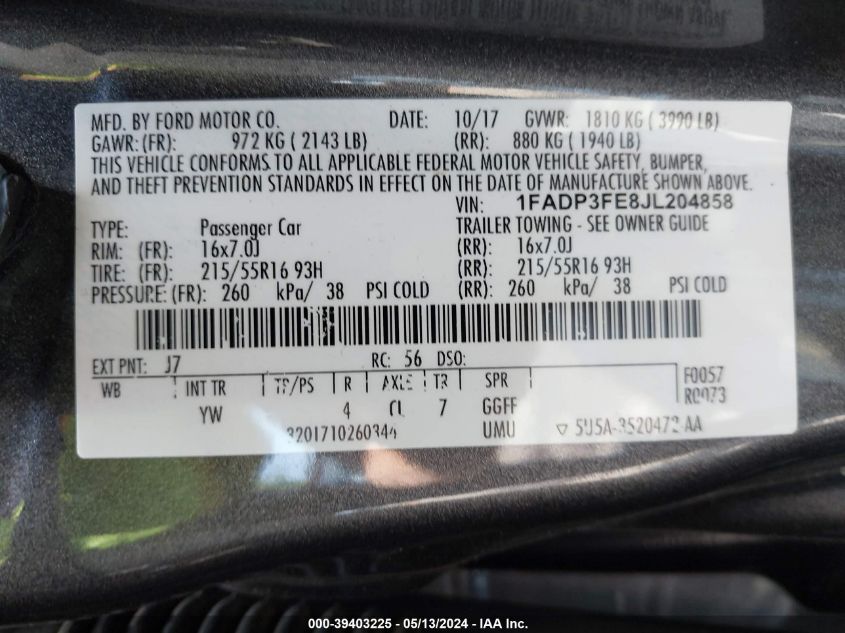 MFD. BY FORD MOTOR CO. DATE: 10/17 GVWR: 1810 KG ( 3990 LB)
GAWR:(FR): 972 KG ( 2143 LB) (RR): 880 KG ( 1940 LB)
THIS VEHICLE CONFORMS TO ALL APPLICABLE FEDERAL MOTOR VEHICLE SAFETY, BUMPER,
AND THEFT PREVENTION STANDARDS IN EFFECT ON THE DATE OF MANUFACTURE SHOWN ABOVE.
VIN: 1FADP3FE8JL204858
TYPE: Passenger Car TRAILER TOWING - SEE OWNER GUIDE
RIM: (FR): 16x7.0J (RR): 16x7.0J
TIRE: (FR): 215/55R16 93H (RR): 215/55R16 93H
PRESSURE: (FR): 260 kPa/ 38 PSI COLD (RR): 260 kPa/ 38 PSI COLD
EXT PNT: J7 RC: 56 DSO:
WB INT TR TP/PS R AXLE TR SPR F0057
R0073
YW 4 CL 7 GGFF
3201710260344 UMU ▽ 5U5A-3520472-AA
000-39403225 - 05/13/2024 - IAA Inc.